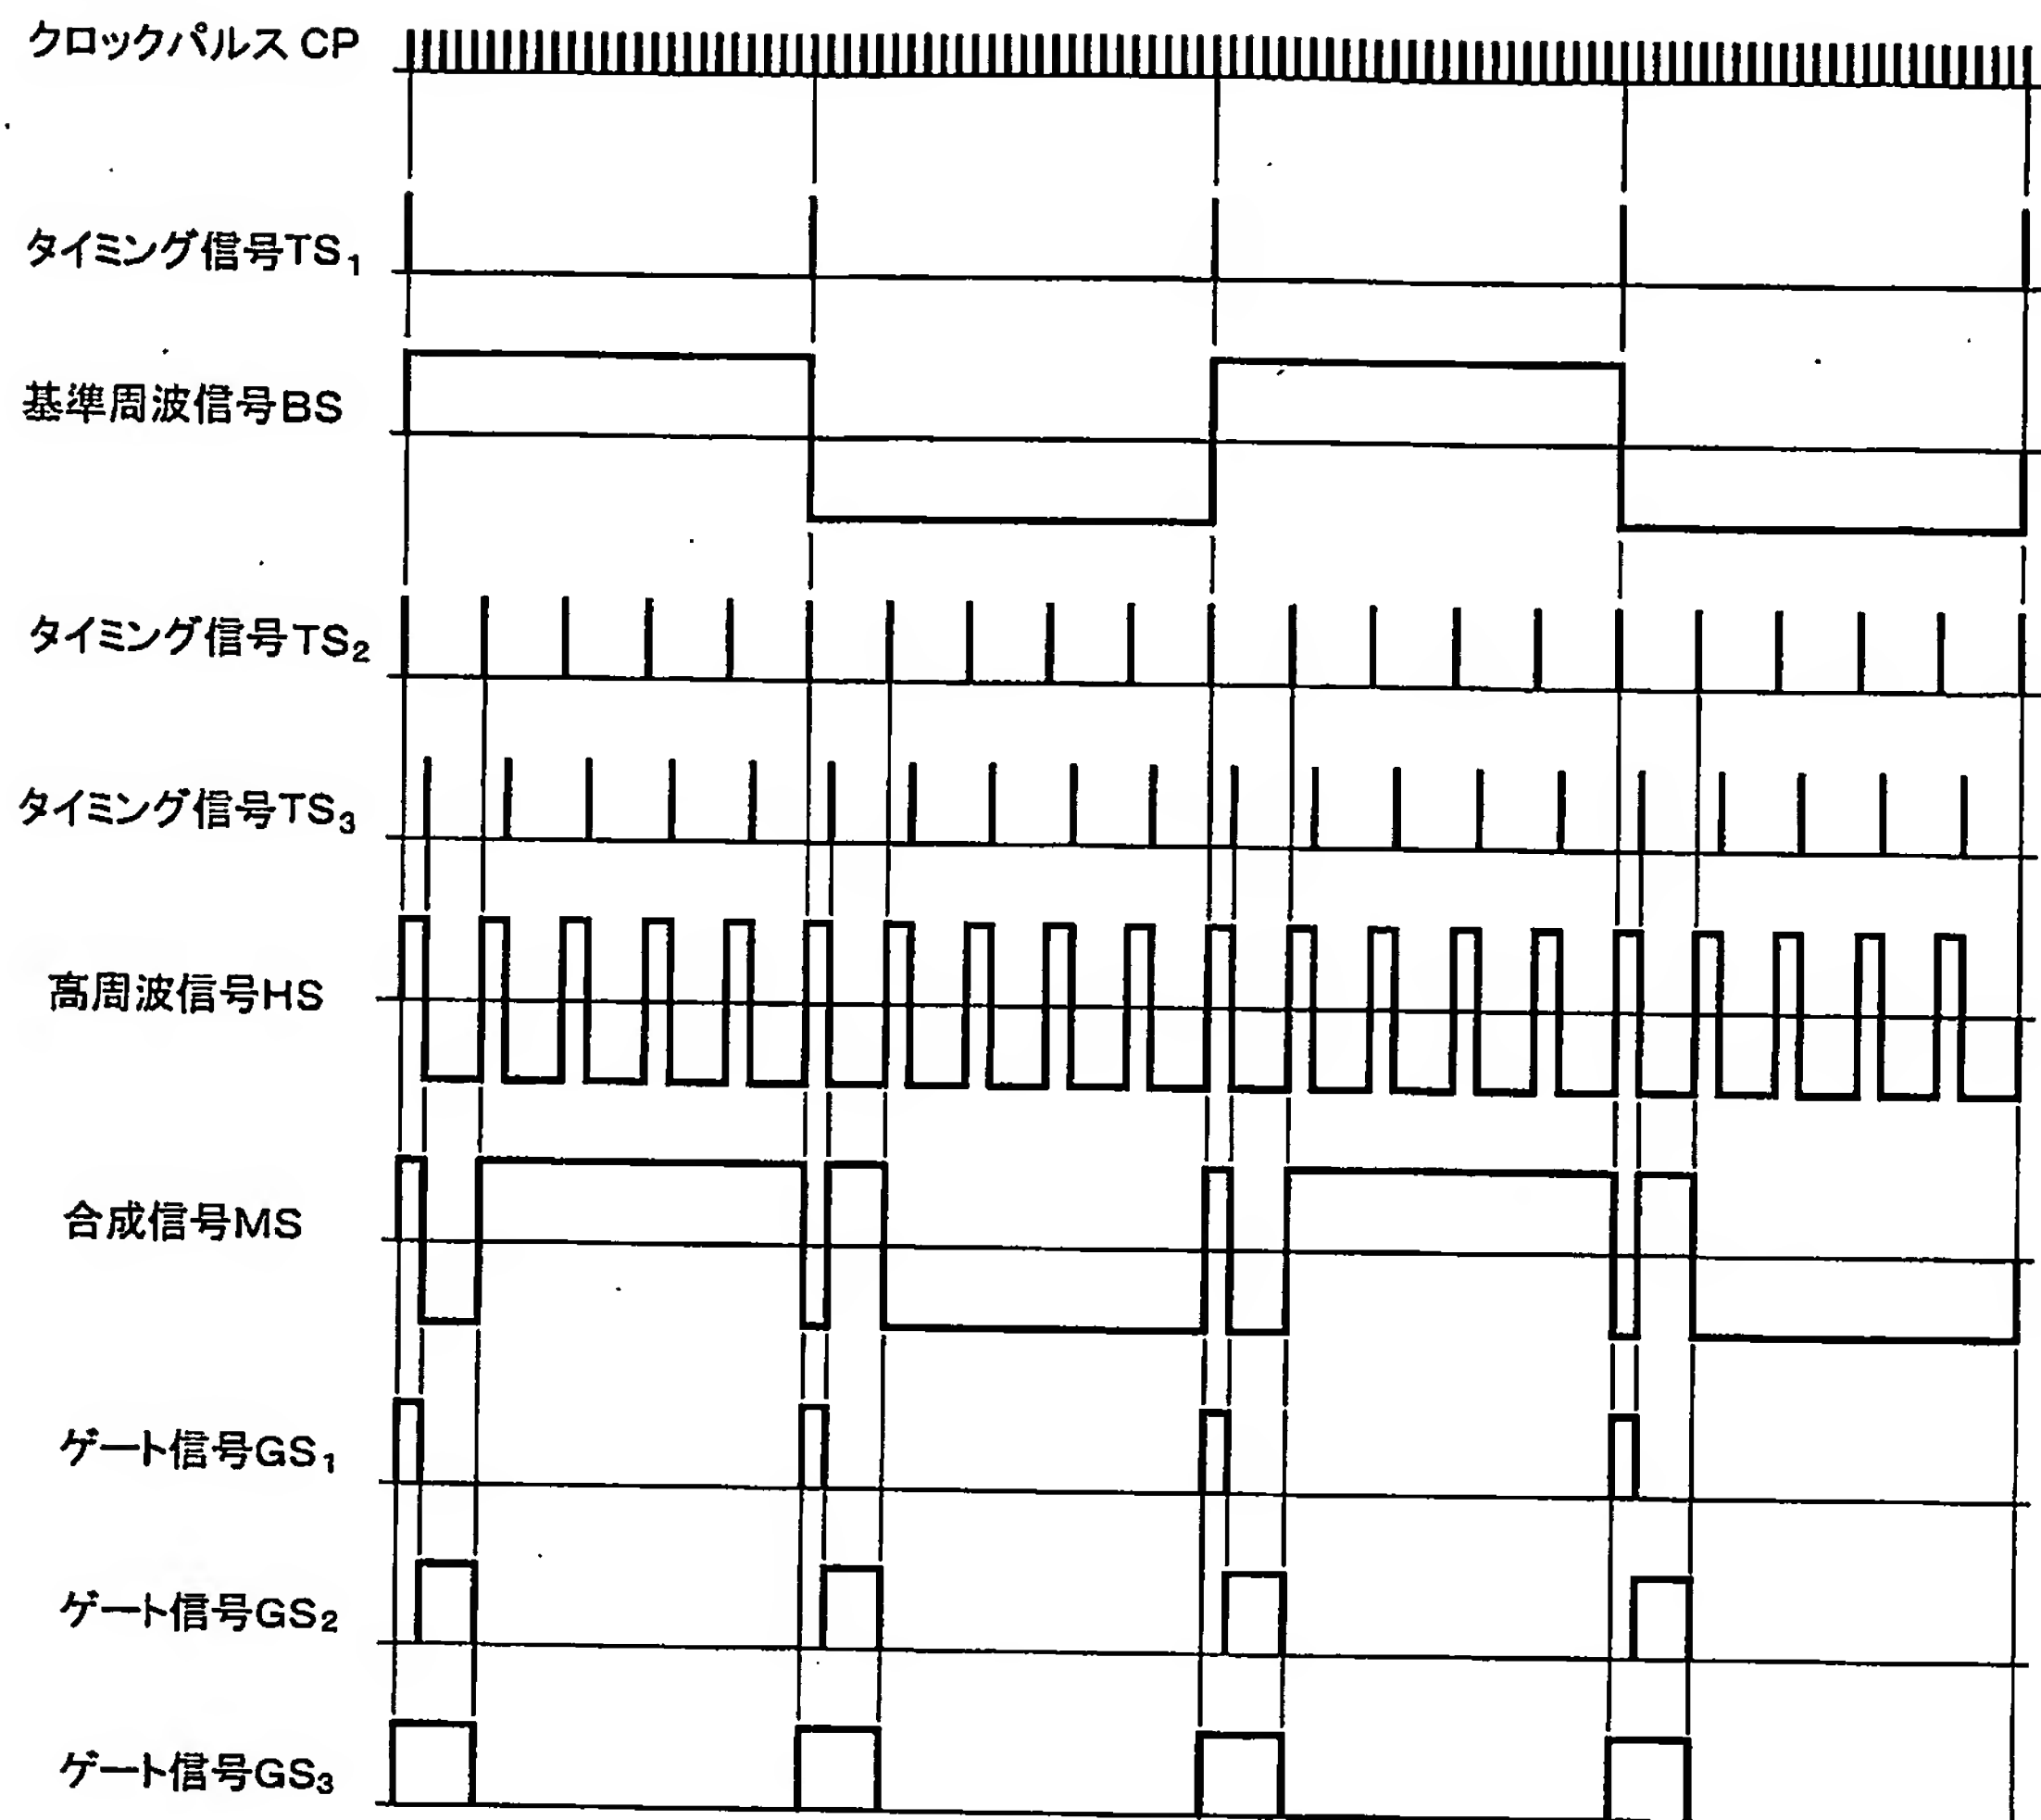 クロックパルス CP
タイミング信号TS₁
基準周波信号BS
タイミング信号TS₂
タイミング信号TS₃
高周波信号HS
合成信号MS
ゲート信号GS₁
ゲート信号GS₂
ゲート信号GS₃